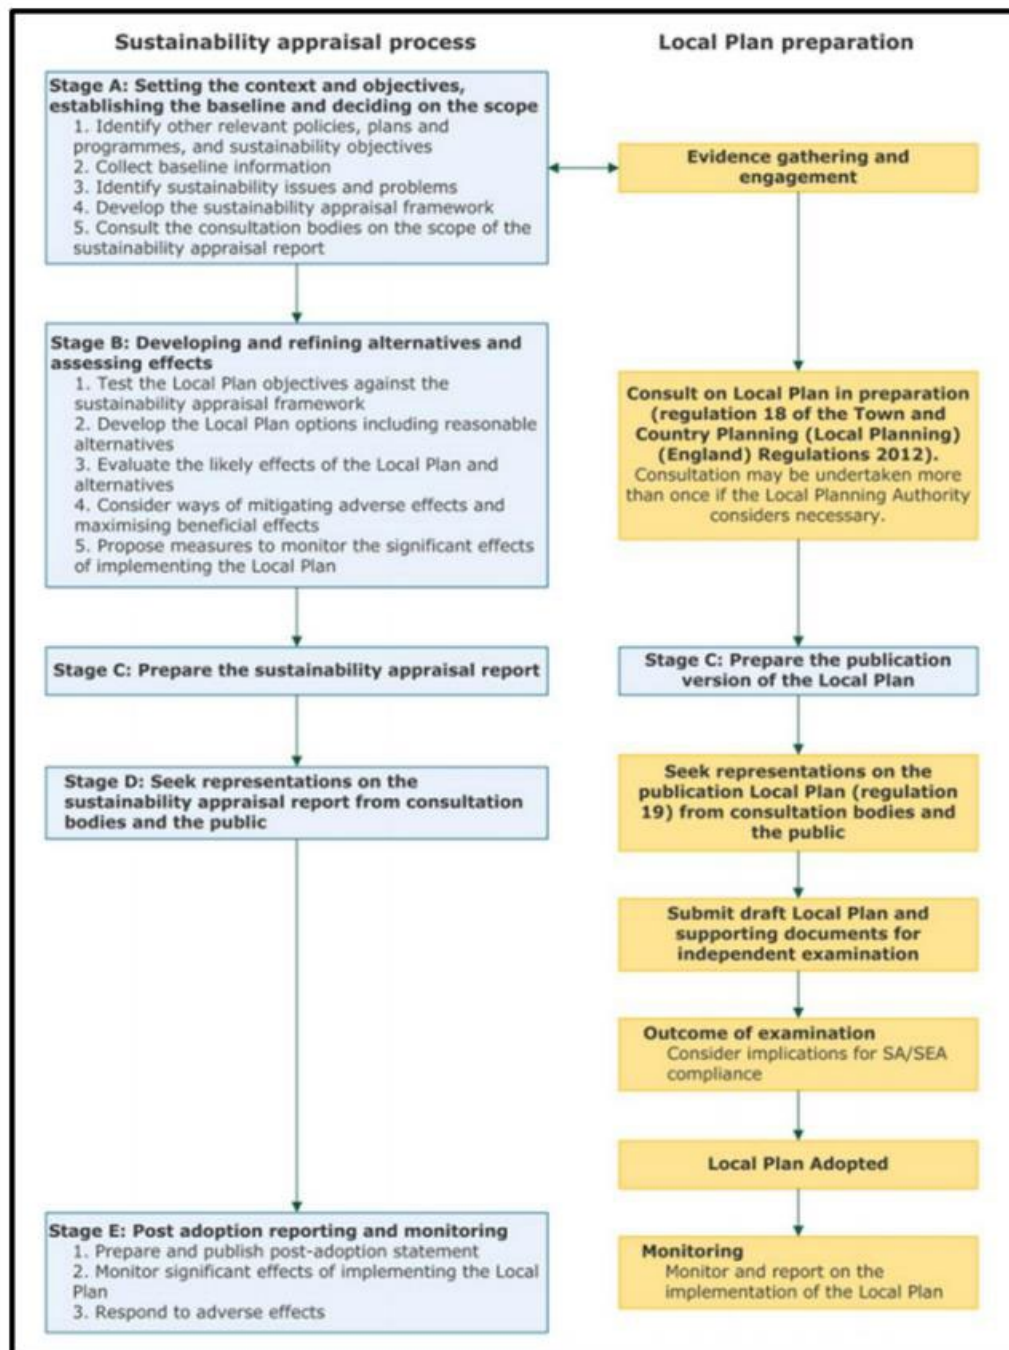 Sustainability appraisal process
Stage A: Setting the context and objectives,
establishing the baseline and deciding on the scope
1. Identify other relevant policies, plans and
programmes, and sustainability objectives
2. Collect baseline information
3. Identify sustainability issues and problems
4. Develop the sustainability appraisal framework
5. Consult the consultation bodies on the scope of the
sustainability appraisal report
Stage B: Developing and refining alternatives and
assessing effects
1. Test the Local Plan objectives against the
sustainability appraisal framework
2. Develop the Local Plan options including reasonable
alternatives
3. Evaluate the likely effects of the Local Plan and
alternatives
4. Consider ways of mitigating adverse effects and
maximising beneficial effects
5. Propose measures to monitor the significant effects
of implementing the Local Plan
Stage C: Prepare the sustainability appraisal report
Stage D: Seek representations on the
sustainability appraisal report from consultation
bodies and the public
Stage E: Post adoption reporting and monitoring
1. Prepare and publish post-adoption statement
2. Monitor significant effects of implementing the Local
Plan
3. Respond to adverse effects
Local Plan preparation
Evidence gathering and
engagement
Consult on Local Plan in preparation
(regulation 18 of the Town and
Country Planning (Local Planning)
(England) Regulations 2012).
Consultation may be undertaken more
than once if the Local Planning Authority
considers necessary.
Stage C: Prepare the publication
version of the Local Plan
Seek representations on the
publication Local Plan (regulation
19) from consultation bodies and
the public
Submit draft Local Plan and
supporting documents for
independent examination
Outcome of examination
Consider implications for SA/SEA
compliance
Local Plan Adopted
Monitoring
Monitor and report on the
implementation of the Local Plan